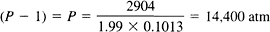 (P − 1) ≈ P = 2904 / 1.99 × 0.1013 = 14,400 atm